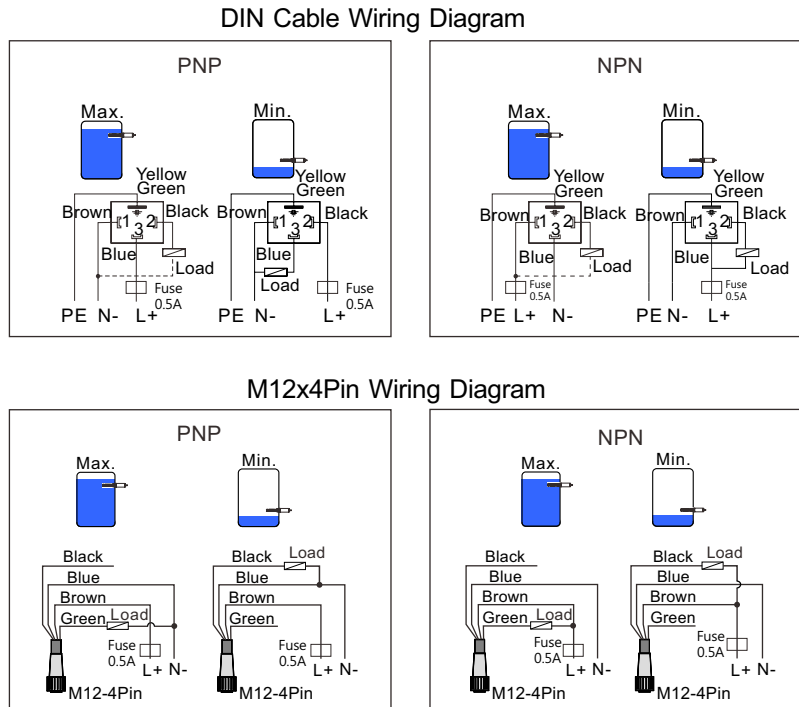 DIN Cable Wiring Diagram
PNP
Max.
Yellow
Green
Brown
1
2
3
Black
Blue
Load
Fuse
0.5A
PE N- L+
Min.
Yellow
Green
Brown
1
2
3
Black
Blue
Load
Fuse
0.5A
PE N- L+
NPN
Max.
Yellow
Green
Brown
1
2
3
Black
Blue
Load
Fuse
0.5A
PE L+ N-
Min.
Yellow
Green
Brown
1
2
3
Black
Blue
Load
Fuse
0.5A
PE N- L+
M12x4Pin Wiring Diagram
PNP
Max.
Black
Blue
Brown
Green Load
Fuse
0.5A
L+ N-
M12-4Pin
Min.
Black Load
Blue
Brown
Green
Fuse
0.5A
L+ N-
M12-4Pin
NPN
Max.
Black
Blue
Brown
Green Load
Fuse
0.5A
L+ N-
M12-4Pin
Min.
Black Load
Blue
Brown
Green
Fuse
0.5A
L+ N-
M12-4Pin